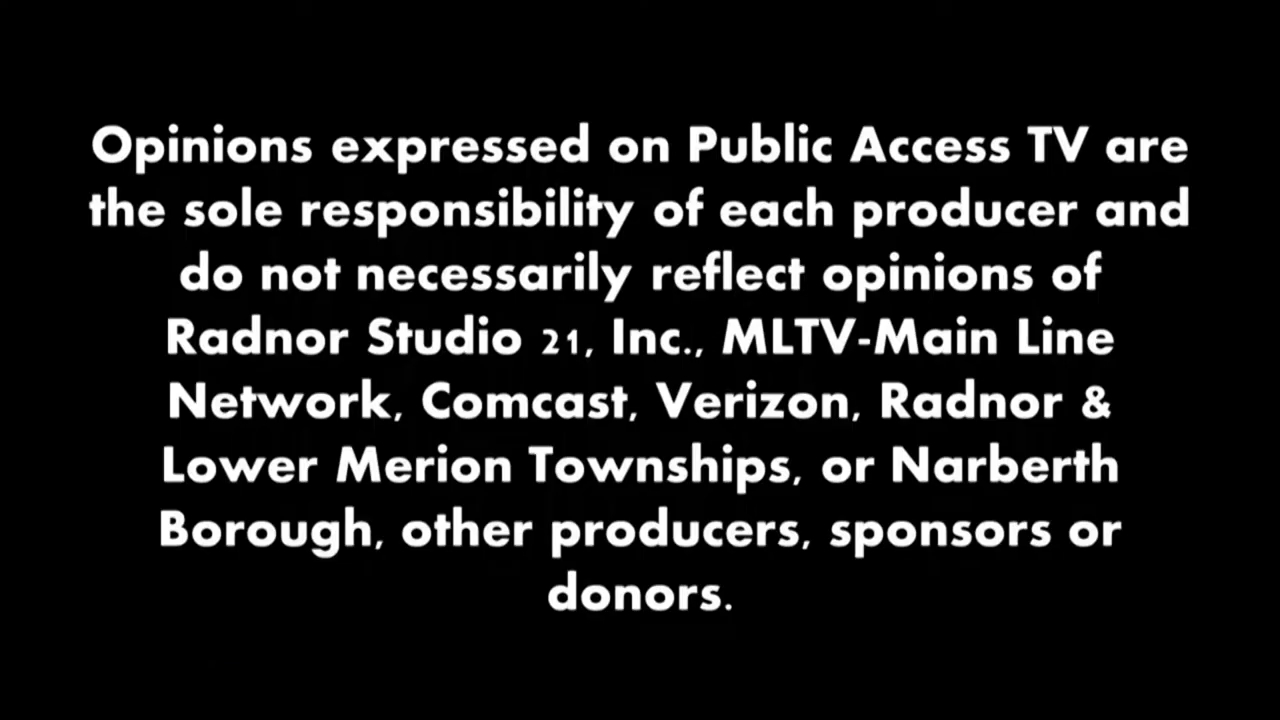 Opinions expressed on Public Access TV are
the sole responsibility of each producer and
do not necessarily reflect opinions of
Radnor Studio 21, Inc., MLTV-Main Line
Network, Comcast, Verizon, Radnor &
Lower Merion Townships, or Narberth
Borough, other producers, sponsors or
donors.